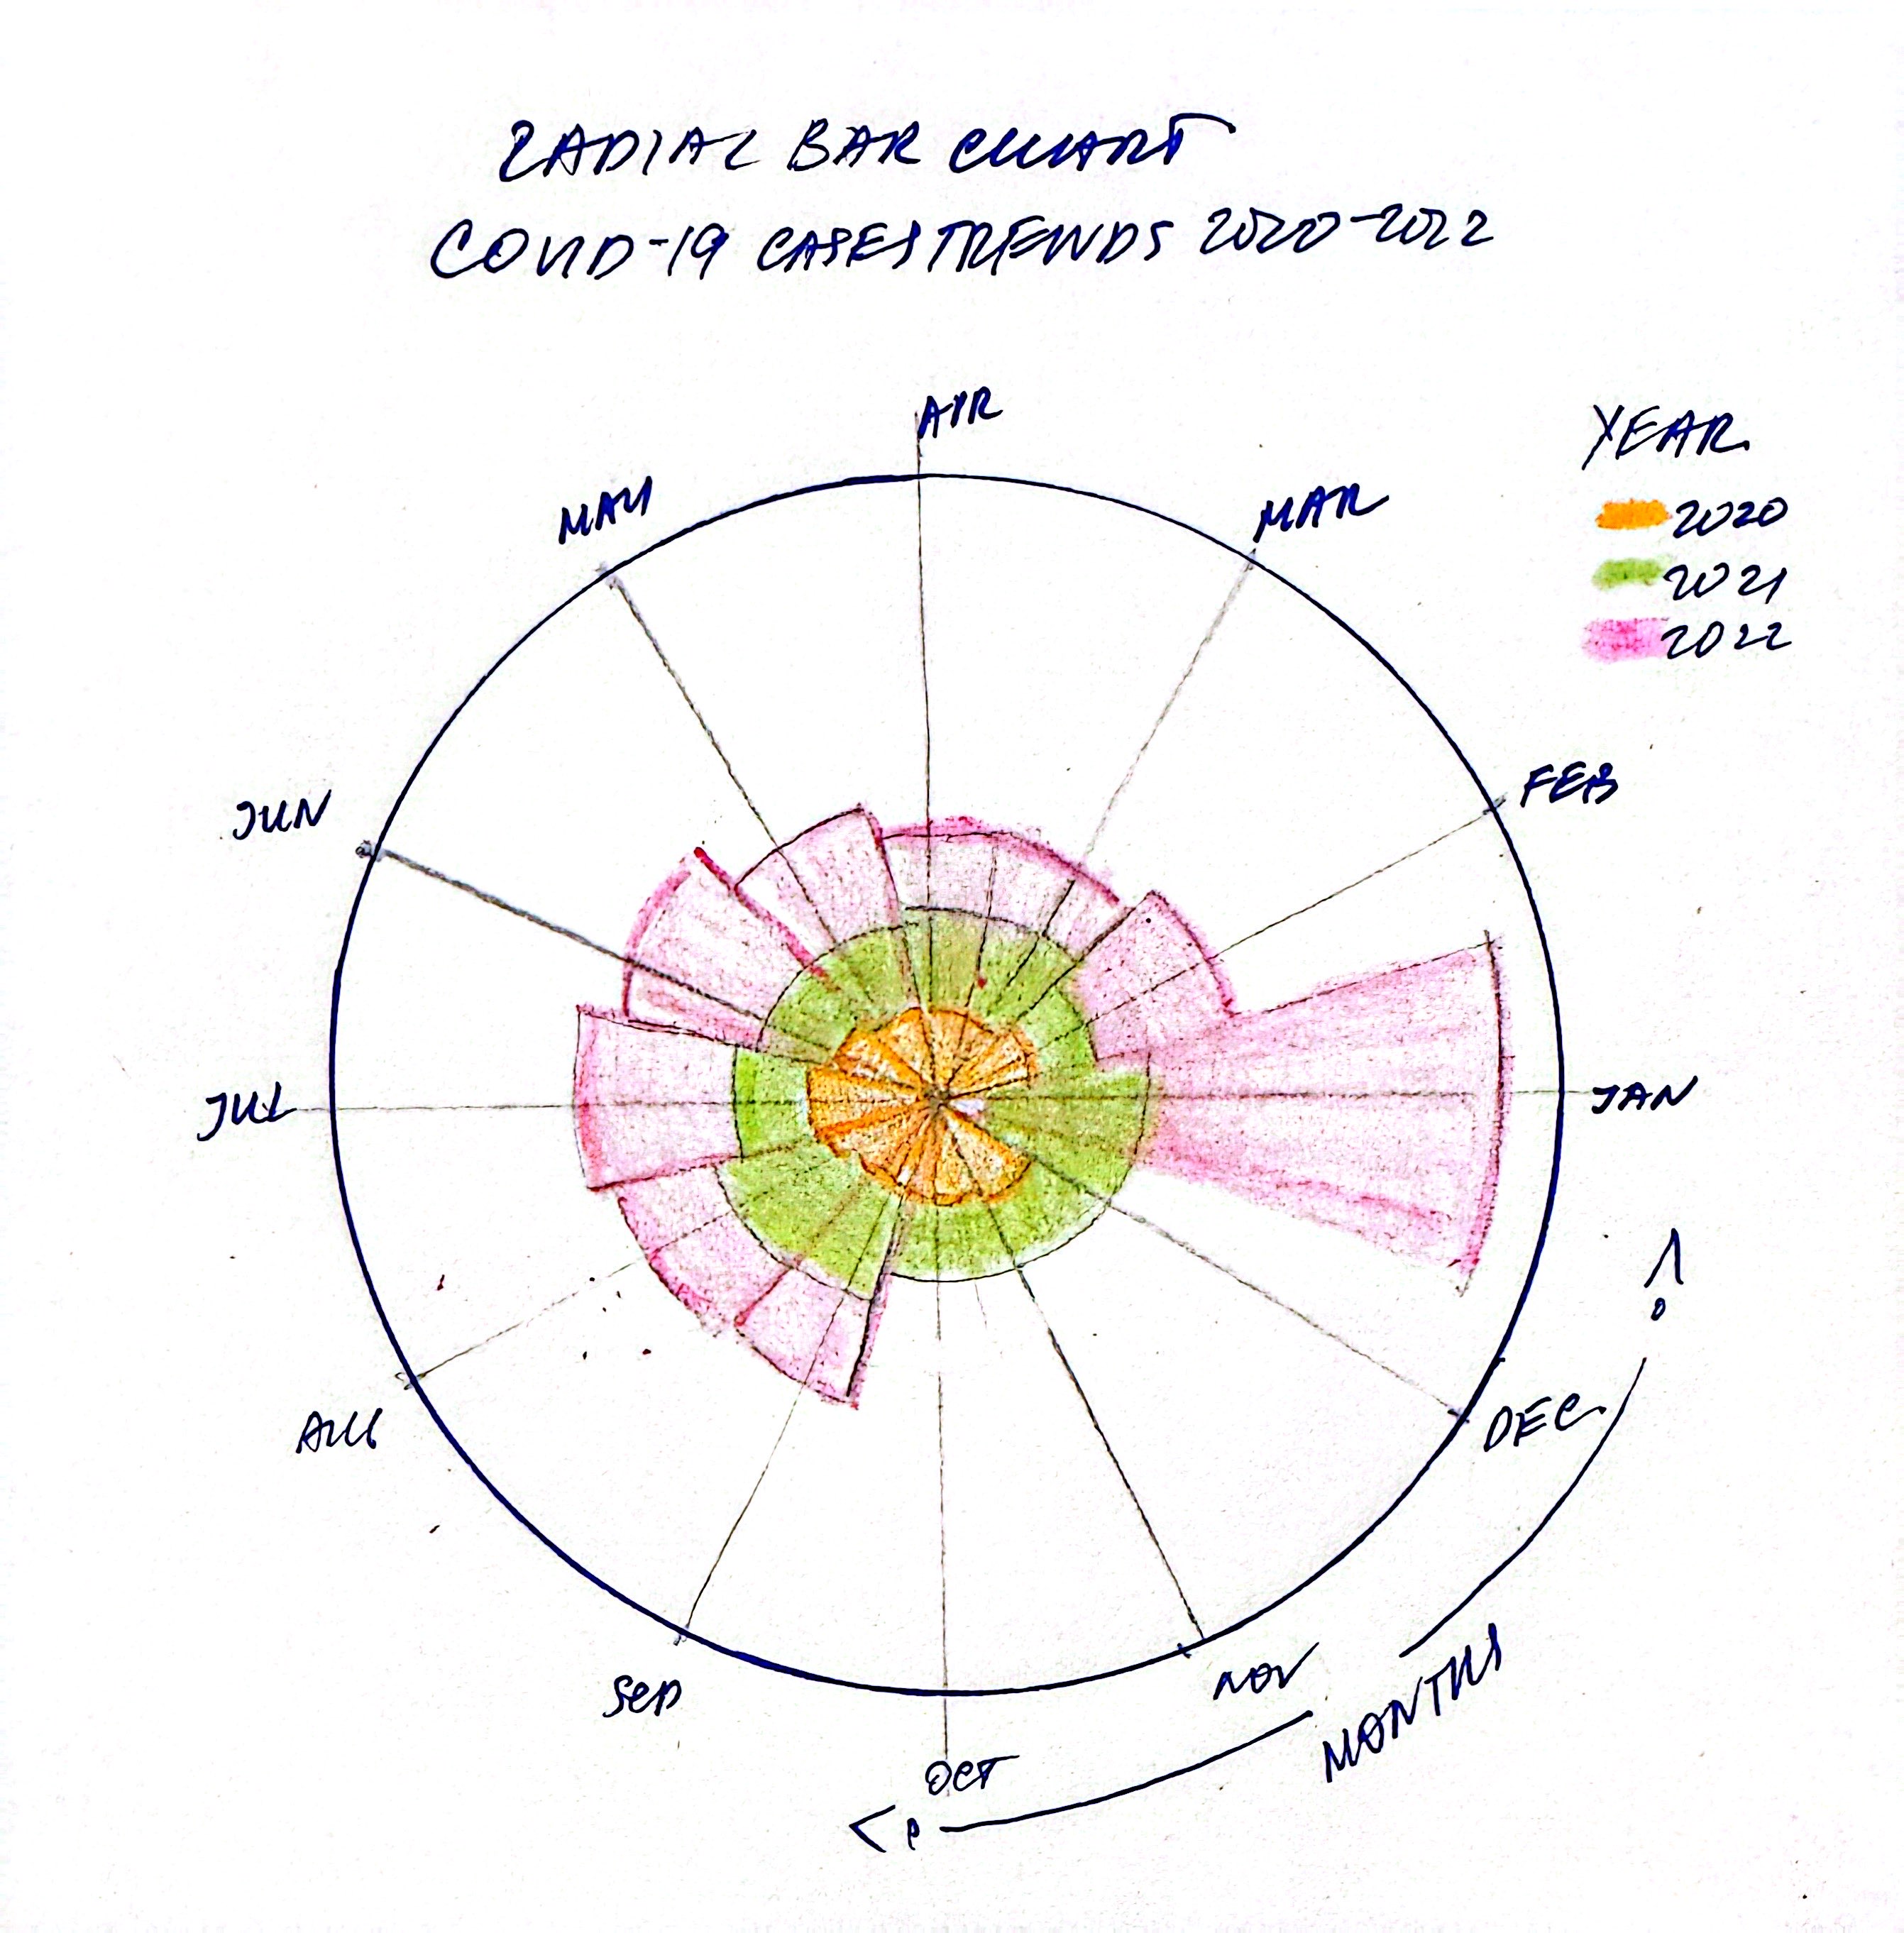 RADIAL BAR CHART
COVID-19 CASES TRENDS 2020-2022
APR
YEAR
MAY
MAR
2020
2021
2022
FEB
JUN
JAN
JUL
DEC
AUG
SEP
NOV
MONTHS
OCT